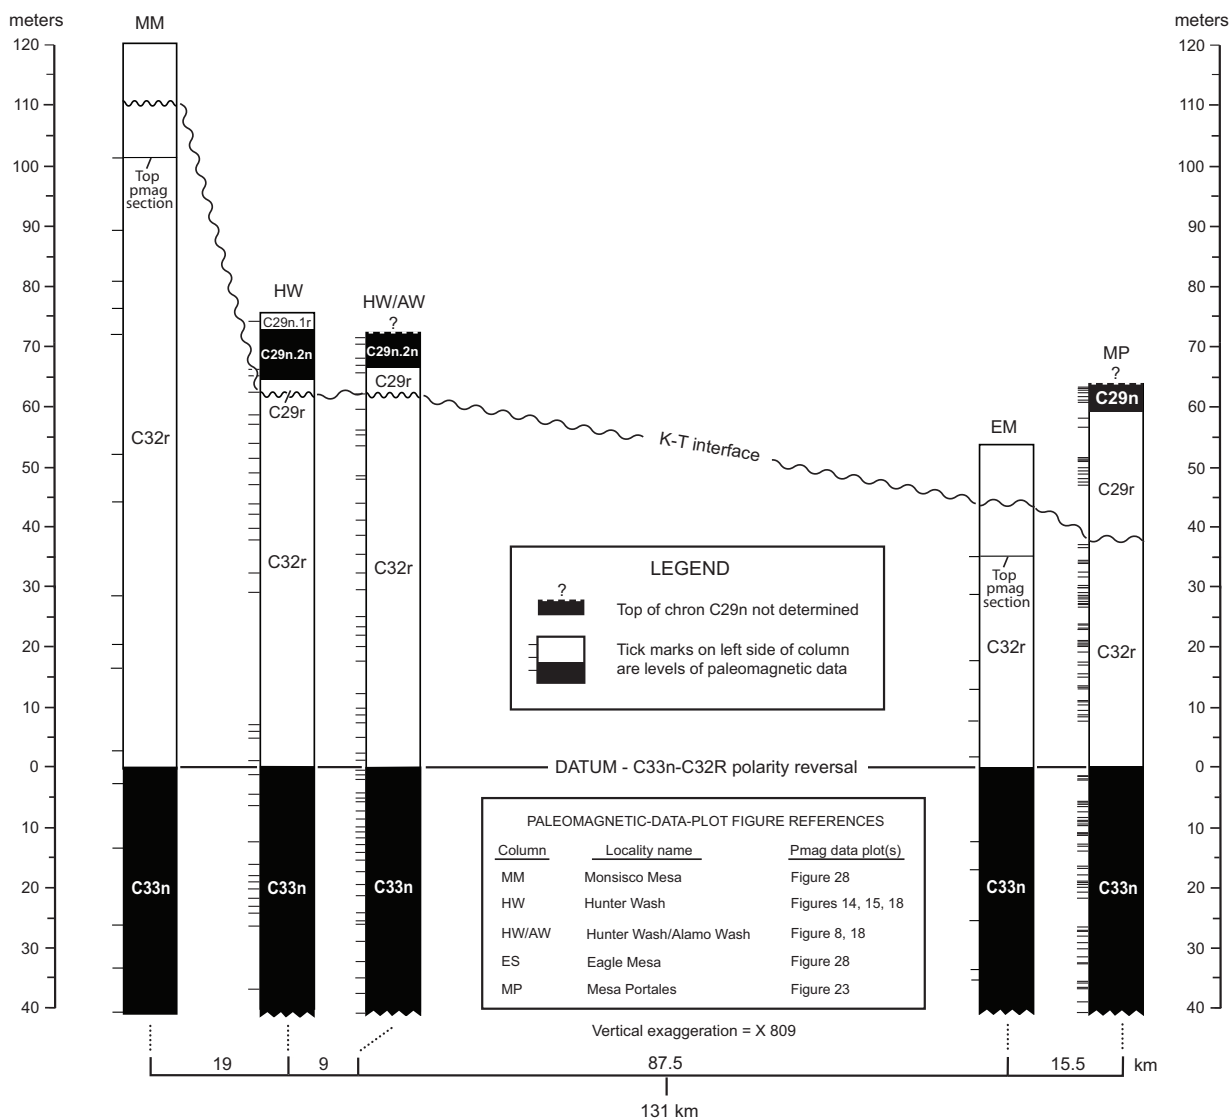 meters
MM
meters
120
120
110
110
100
100
90
90
80
80
70
70
60
60
50
50
40
40
30
30
20
20
10
10
0
0
10
10
20
20
30
30
40
40
Top
pmag
section
C32r
C33n
HW
C29n.1r
C29n.2n
C29r
C32r
C33n
HW/AW
?
C29n.2n
C29r
C32r
C33n
K-T interface
EM
Top
pmag
section
C32r
C33n
MP
?
C29n
C29r
C32r
C33n
LEGEND
?
Top of chron C29n not determined
Tick marks on left side of column
are levels of paleomagnetic data
DATUM - C33n-C32R polarity reversal
PALEOMAGNETIC-DATA-PLOT FIGURE REFERENCES
Column Locality name Pmag data plot(s)
MM Monsisco Mesa Figure 28
HW Hunter Wash Figures 14, 15, 18
HW/AW Hunter Wash/Alamo Wash Figure 8, 18
ES Eagle Mesa Figure 28
MP Mesa Portales Figure 23
Vertical exaggeration = X 809
19 9 87.5 15.5 km
131 km